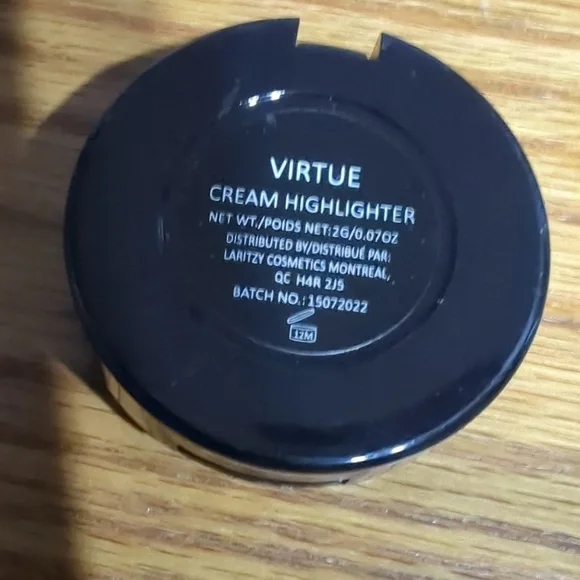 VIRTUE
CREAM HIGHLIGHTER
NET WT./POIDS NET:2G/0.07OZ
DISTRIBUTED BY/DISTRIBUÉ PAR:
LARITZY COSMETICS MONTREAL,
QC H4R 2J5
BATCH NO.:15072022
12M